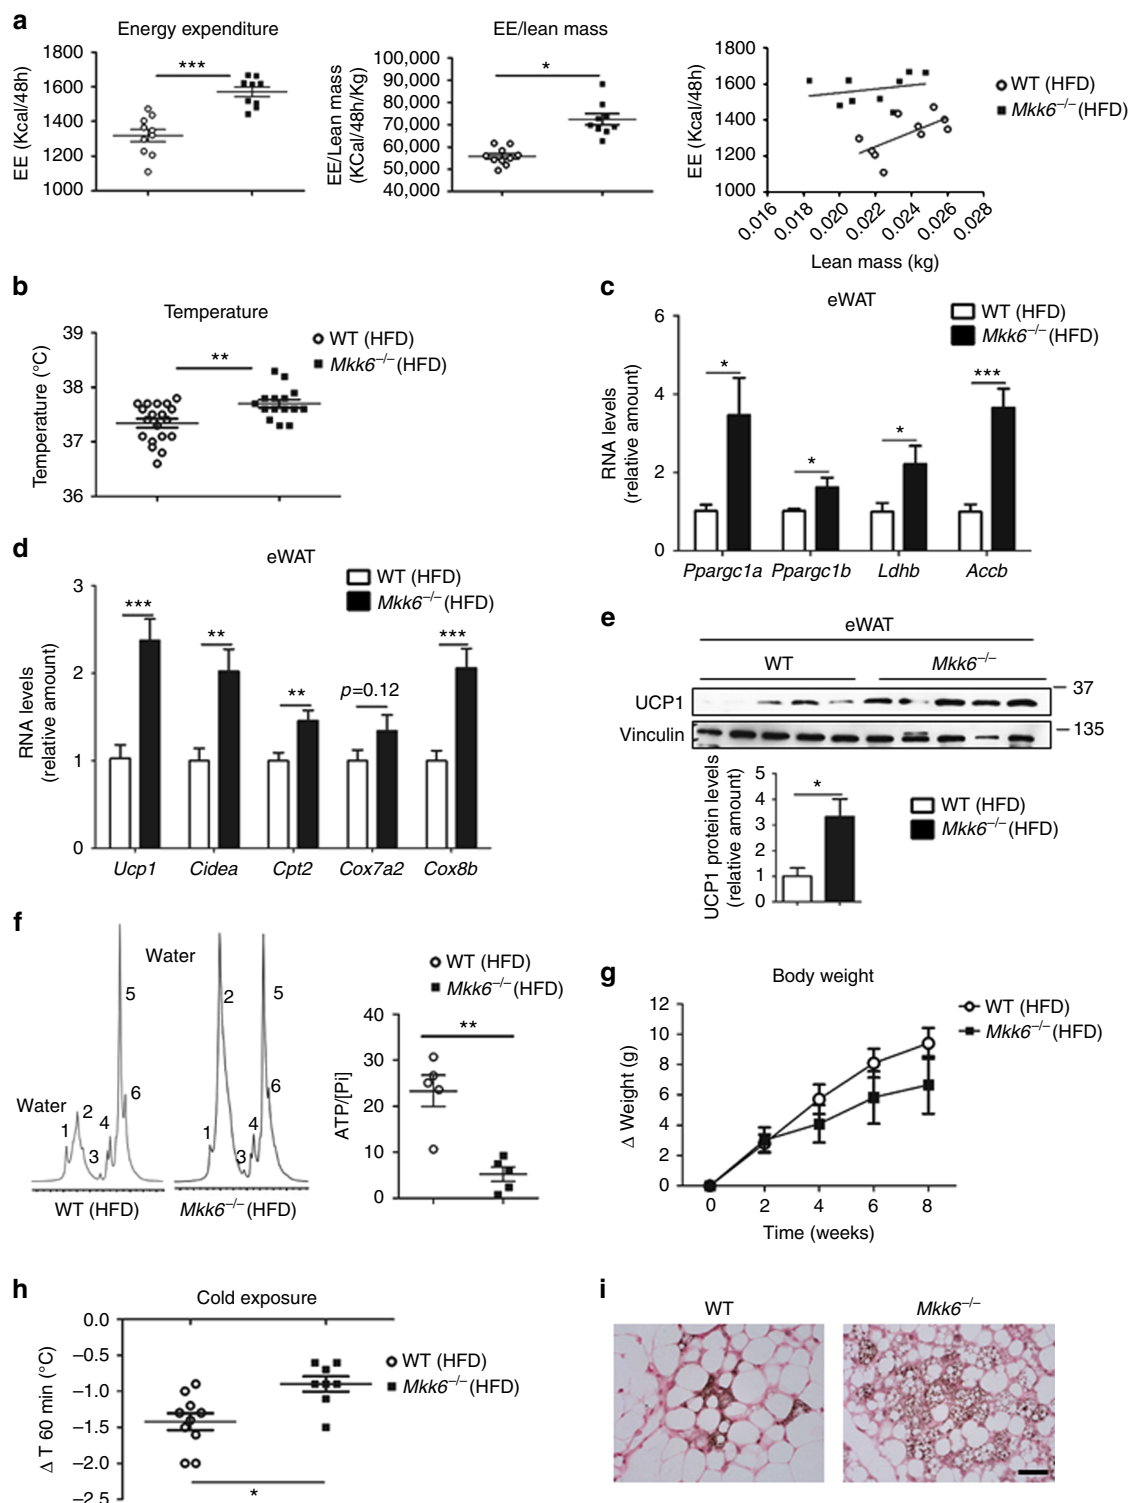 a
Energy expenditure
EE (Kcal/48h)
1800
1600
1400
1200
1000
***
EE/lean mass
EE/Lean mass
(KCal/48h/Kg)
100,000
90,000
80,000
70,000
60,000
50,000
40,000
*
EE (Kcal/48h)
1800
1600
1400
1200
1000
0.016
0.018
0.020
0.022
0.024
0.026
0.028
Lean mass (kg)
WT (HFD)
Mkk6–/– (HFD)
b
Temperature
Temperature (°C)
39
38
37
36
**
WT (HFD)
Mkk6–/– (HFD)
c
eWAT
RNA levels
(relative amount)
6
4
2
0
* * * ***
Ppargc1a Ppargc1b Ldhb Accb
WT (HFD)
Mkk6–/– (HFD)
d
eWAT
RNA levels
(relative amount)
3
2
1
0
*** ** ** p=0.12 ***
Ucp1 Cidea Cpt2 Cox7a2 Cox8b
WT (HFD)
Mkk6–/– (HFD)
e
eWAT
WT Mkk6–/–
UCP1 37
Vinculin 135
UCP1 protein levels
(relative amount)
5
4
3
2
1
0
*
WT (HFD)
Mkk6–/– (HFD)
f
Water
1 2 3 4 5 6
WT (HFD)
Water
1 2 3 4 5 6
Mkk6–/– (HFD)
WT (HFD)
Mkk6–/– (HFD)
ATP/[Pi]
40
30
20
10
0
**
g
Body weight
Δ Weight (g)
12
10
8
6
4
2
0
0 2 4 6 8
Time (weeks)
WT (HFD)
Mkk6–/– (HFD)
h
Cold exposure
Δ T 60 min (°C)
0.0
–0.5
–1.0
–1.5
–2.0
–2.5
*
WT (HFD)
Mkk6–/– (HFD)
i
WT Mkk6–/–